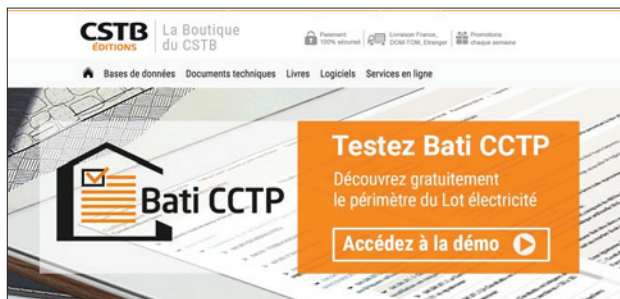 CSTB
ÉDITIONS
La Boutique
du CSTB
Paiement
100% sécurisé
Livraison France,
DOM-TOM, Etranger
Promotions
chaque semaine
Bases de données Documents techniques Livres Logiciels Services en ligne
Bati CCTP
Testez Bati CCTP
Découvrez gratuitement
le périmètre du Lot électricité
Accédez à la démo